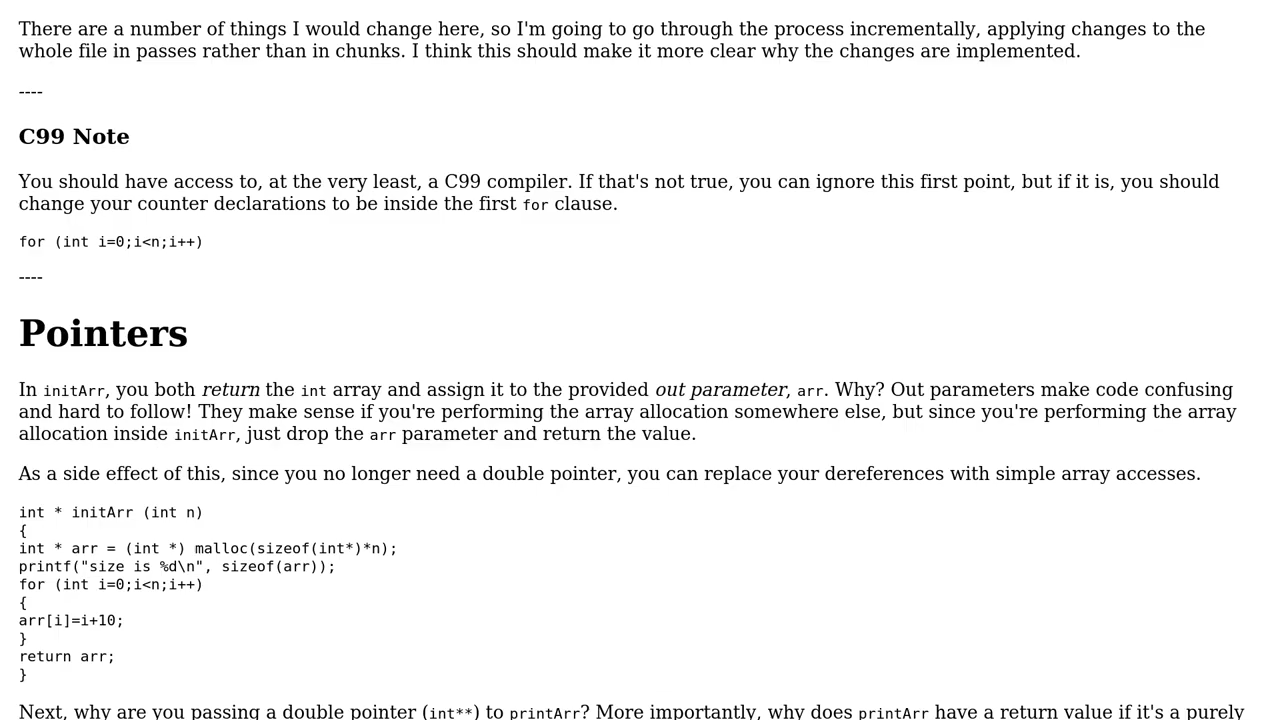 There are a number of things I would change here, so I'm going to go through the process incrementally, applying changes to the
whole file in passes rather than in chunks. I think this should make it more clear why the changes are implemented.
----
C99 Note
You should have access to, at the very least, a C99 compiler. If that's not true, you can ignore this first point, but if it is, you should
change your counter declarations to be inside the first for clause.
for (int i=0;i<n;i++)
----
Pointers
In initArr, you both return the int array and assign it to the provided out parameter, arr. Why? Out parameters make code confusing
and hard to follow! They make sense if you're performing the array allocation somewhere else, but since you're performing the array
allocation inside initArr, just drop the arr parameter and return the value.
As a side effect of this, since you no longer need a double pointer, you can replace your dereferences with simple array accesses.
int * initArr (int n)
{
int * arr = (int *) malloc(sizeof(int*)*n);
printf("size is %d\n", sizeof(arr));
for (int i=0;i<n;i++)
{
arr[i]=i+10;
}
return arr;
}
Next, why are you passing a double pointer (int**) to printArr? More importantly, why does printArr have a return value if it's a purely